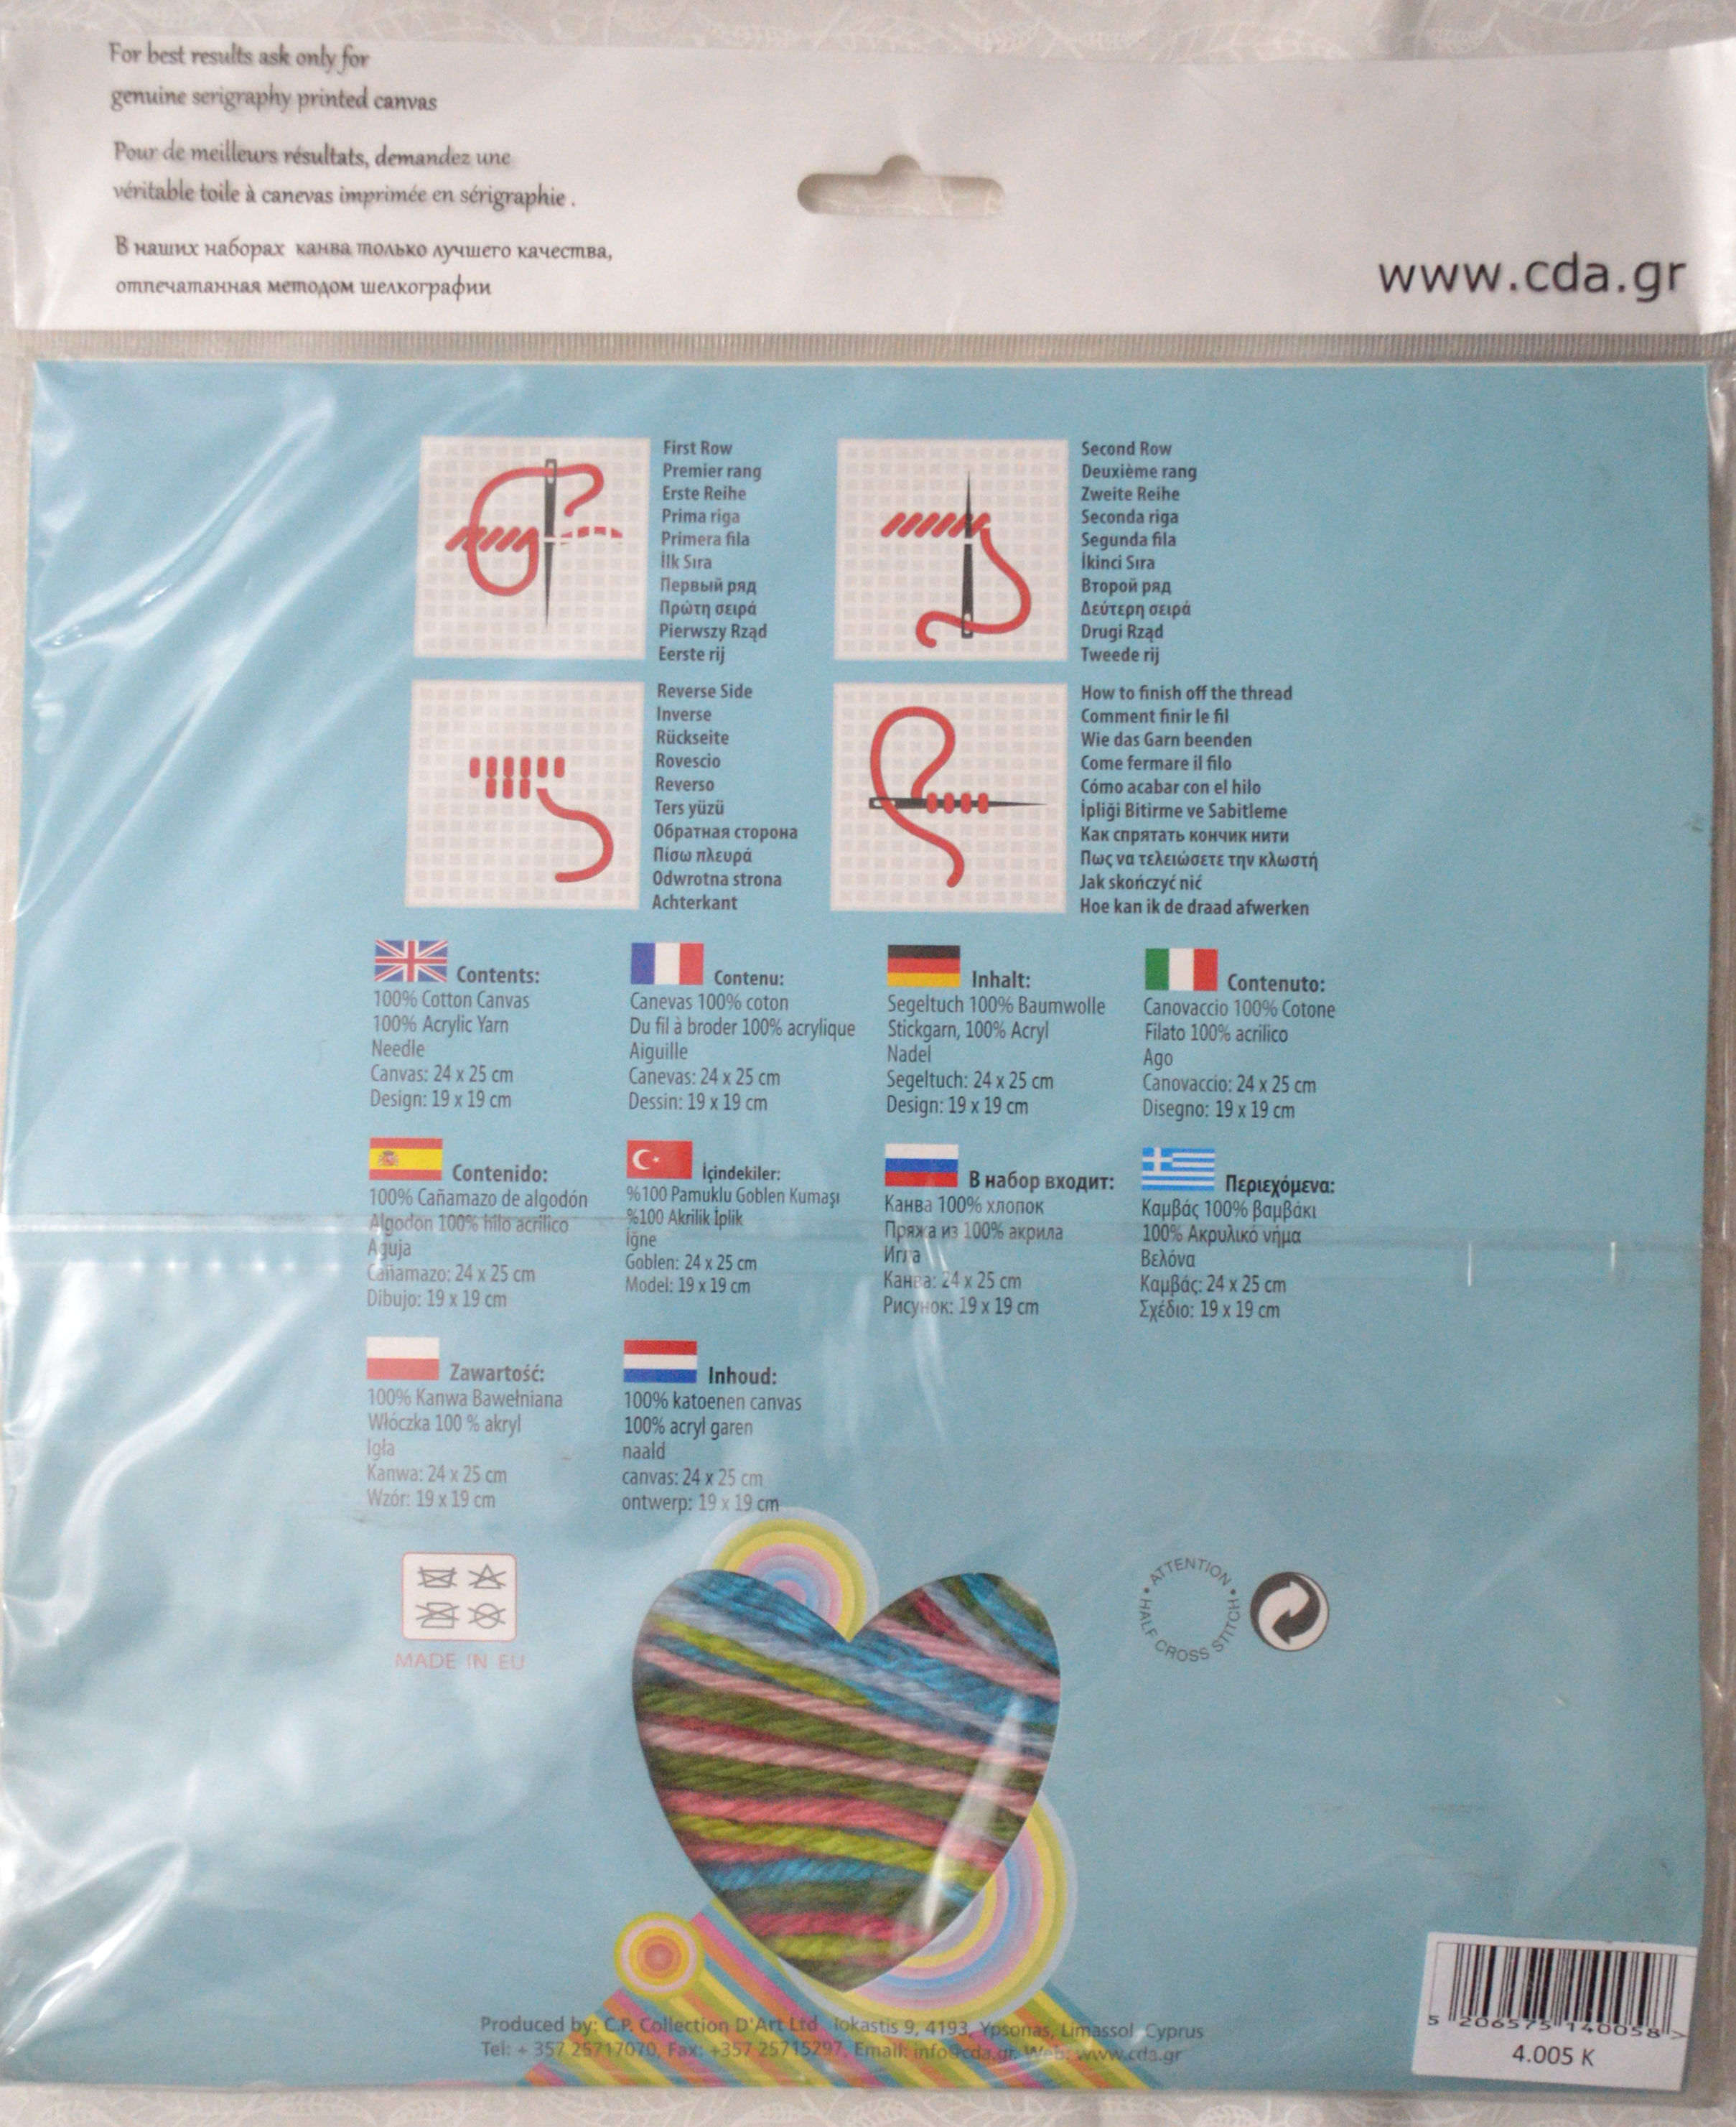 For best results ask only for
genuine serigraphy printed canvas
Pour de meilleurs résultats, demandez une
véritable toile à canevas imprimée en sérigraphie .
В наших наборах канва только лучшего качества,
отпечатанная методом шелкографии
www.cda.gr
First Row
Premier rang
Erste Reihe
Prima riga
Primera fila
İlk Sıra
Первый ряд
Πρώτη σειρά
Pierwszy Rząd
Eerste rij
Second Row
Deuxième rang
Zweite Reihe
Seconda riga
Segunda fila
İkinci Sıra
Второй ряд
Δεύτερη σειρά
Drugi Rząd
Tweede rij
Reverse Side
Inverse
Rückseite
Rovescio
Reverso
Ters yüzü
Обратная сторона
Πίσω πλευρά
Odwrotna strona
Achterkant
How to finish off the thread
Comment finir le fil
Wie das Garn beenden
Come fermare il filo
Cómo acabar con el hilo
İpliği Bitirme ve Sabitleme
Как спрятать кончик нити
Πως να τελειώσετε την κλωστή
Jak skończyć nić
Hoe kan ik de draad afwerken
Contents:
100% Cotton Canvas
100% Acrylic Yarn
Needle
Canvas: 24 x 25 cm
Design: 19 x 19 cm
Contenu:
Canevas 100% coton
Du fil à broder 100% acrylique
Aiguille
Canevas: 24 x 25 cm
Dessin: 19 x 19 cm
Inhalt:
Segeltuch 100% Baumwolle
Stickgarn, 100% Acryl
Nadel
Segeltuch: 24 x 25 cm
Design: 19 x 19 cm
Contenuto:
Canovaccio 100% Cotone
Filato 100% acrilico
Ago
Canovaccio: 24 x 25 cm
Disegno: 19 x 19 cm
Contenido:
100% Cañamazo de algodón
Algodon 100% hilo acrilico
Aguja
Cañamazo: 24 x 25 cm
Dibujo: 19 x 19 cm
İçindekiler:
%100 Pamuklu Goblen Kumaşı
%100 Akrilik İplik
İğne
Goblen: 24 x 25 cm
Model: 19 x 19 cm
В набор входит:
Канва 100% хлопок
Пряжа из 100% акрила
Игла
Канва: 24 x 25 cm
Рисунок: 19 x 19 cm
Περιεχόμενα:
Καμβάς 100% βαμβάκι
100% Ακρυλικό νήμα
Βελόνα
Καμβάς: 24 x 25 cm
Σχέδιο: 19 x 19 cm
Zawartość:
100% Kanwa Bawełniana
Włóczka 100 % akryl
Igła
Kanwa: 24 x 25 cm
Wzór: 19 x 19 cm
Inhoud:
100% katoenen canvas
100% acryl garen
naald
canvas: 24 x 25 cm
ontwerp: 19 x 19 cm
MADE IN EU
• ATTENTION •
HALF CROSS STITCH
Produced by: C.P. Collection D'Art Ltd Iokastis 9, 4193, Ypsonas, Limassol, Cyprus
Tel: + 357 25717070, Fax: +357 25715297, Email: info@cda.gr, Web: www.cda.gr
5 206575 140058 >
4.005 K